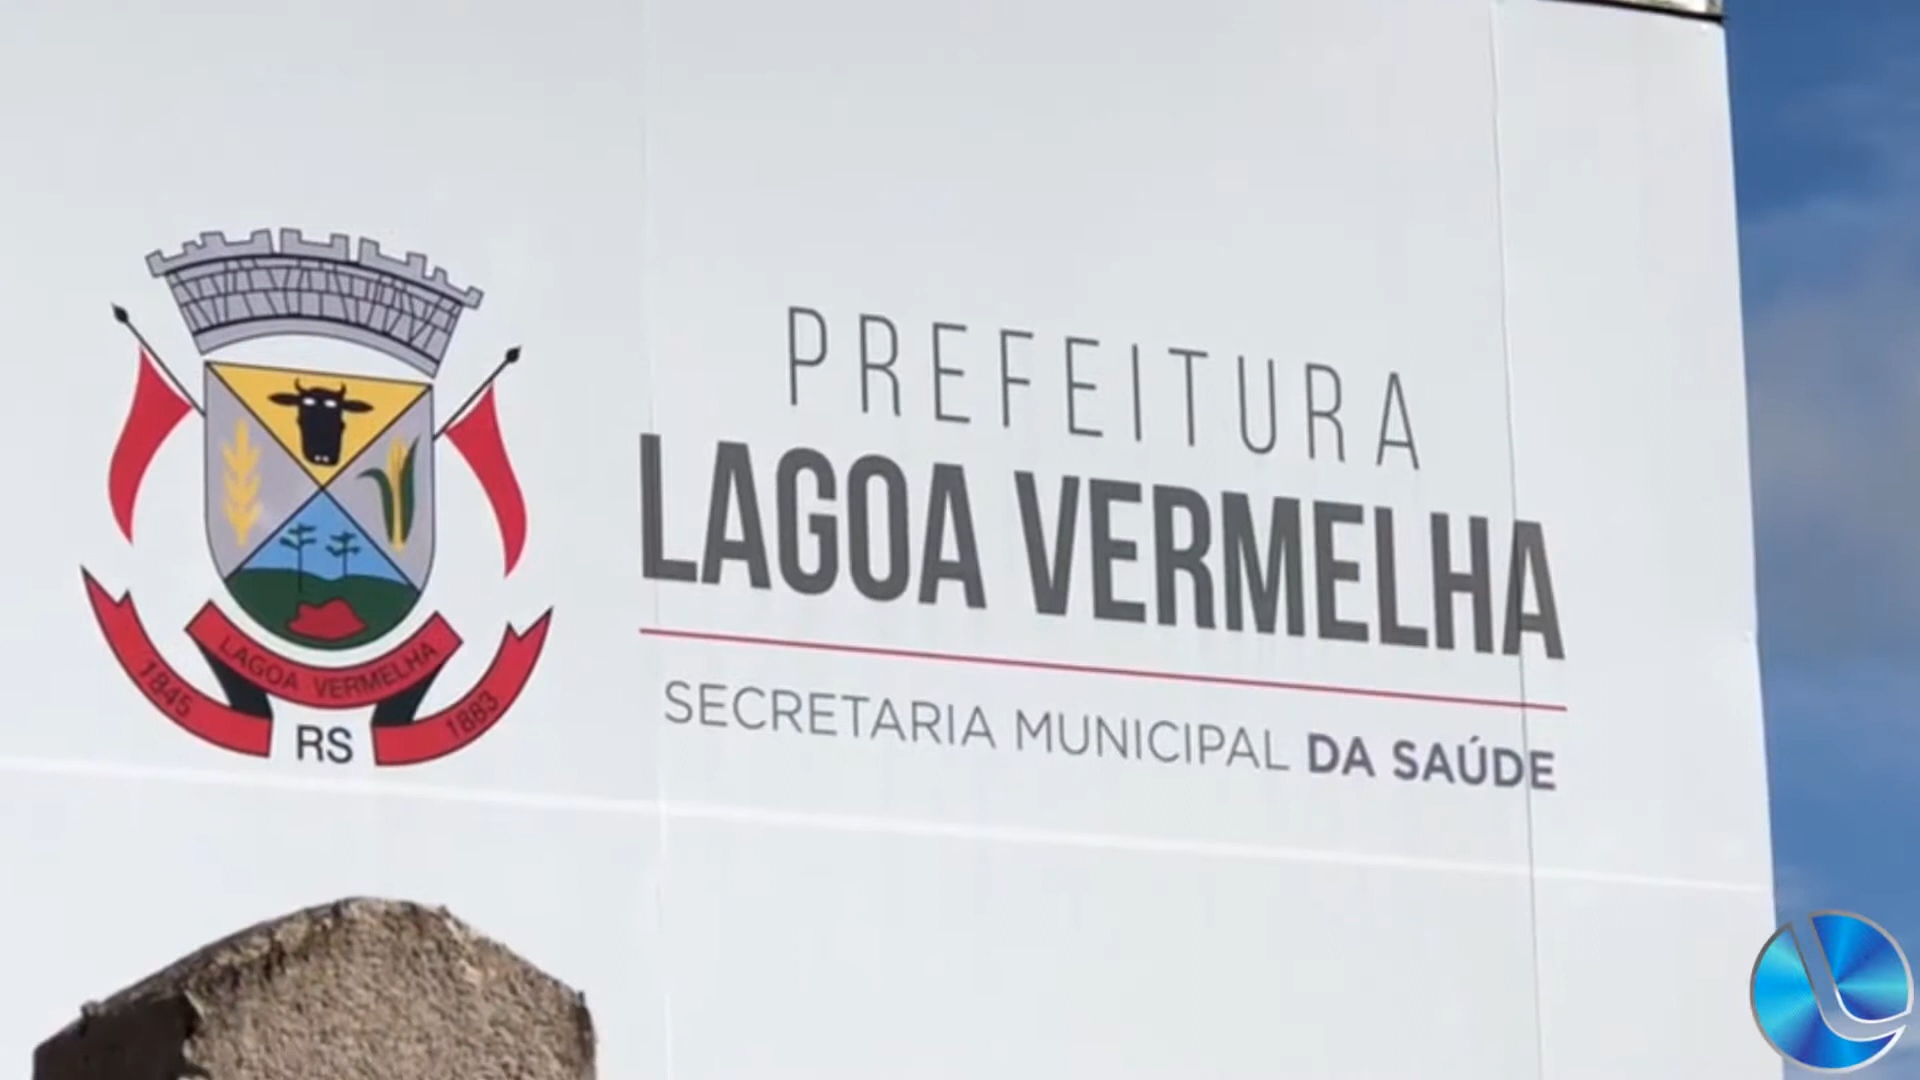 PREFEITURA
LAGOA VERMELHA
SECRETARIA MUNICIPAL DA SAÚDE
LAGOA VERMELHA
1845
1883
RS